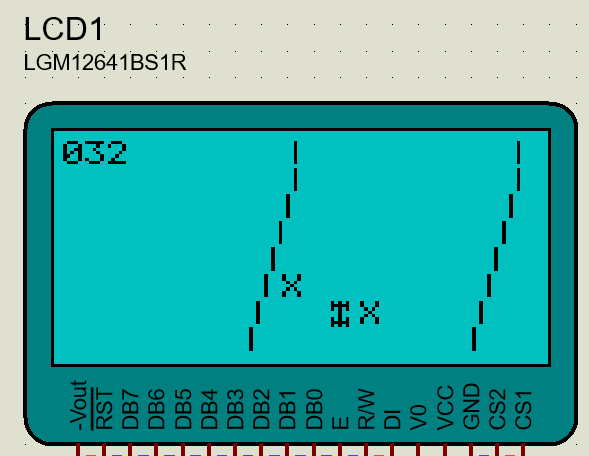 LCD1
LGM12641BS1R
032
-Vout
RST
DB7
DB6
DB5
DB4
DB3
DB2
DB1
DB0
E
R/W
DI
V0
VCC
GND
CS2
CS1